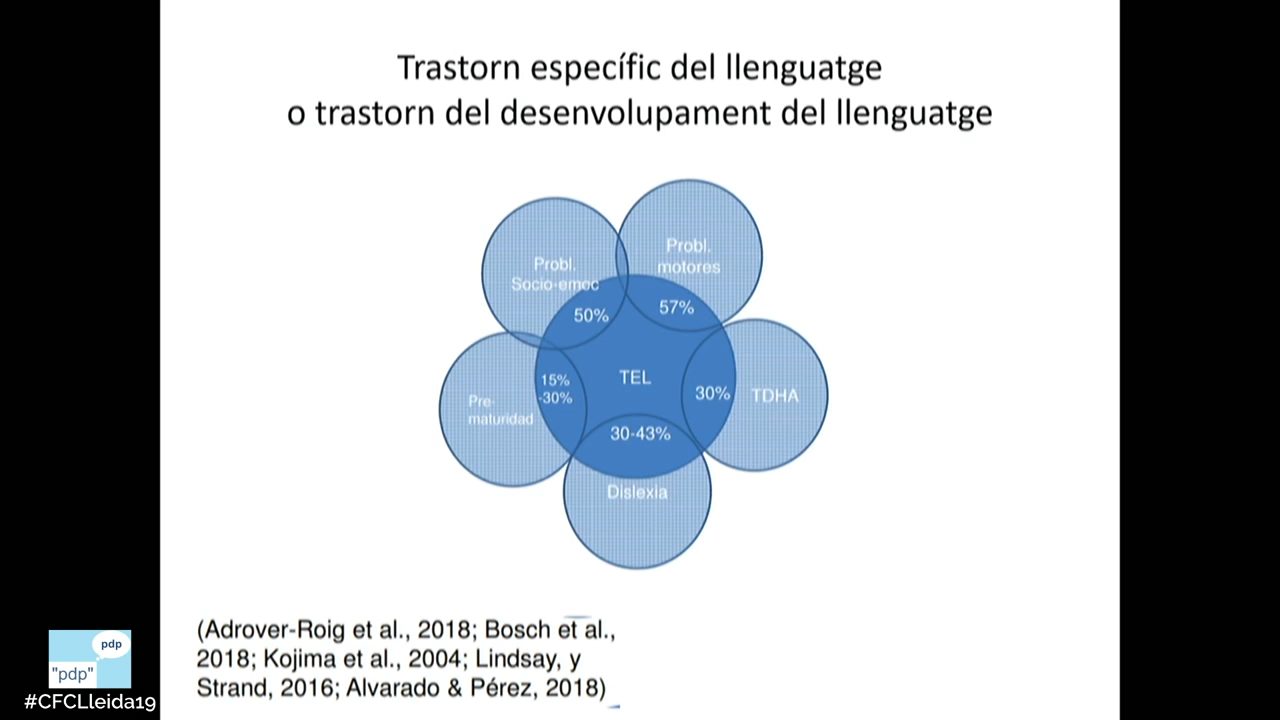 Trastorn específic del llenguatge
o trastorn del desenvolupament del llenguatge
Probl.
Socio-emoc
50%
Probl.
motores
57%
TEL
15%
-30%
Pre-
maturidad
30%
TDHA
30-43%
Dislexia
(Adrover-Roig et al., 2018; Bosch et al.,
2018; Kojima et al., 2004; Lindsay, y
Strand, 2016; Alvarado & Pérez, 2018)
pdp
"pdp"
#CFCLleida19